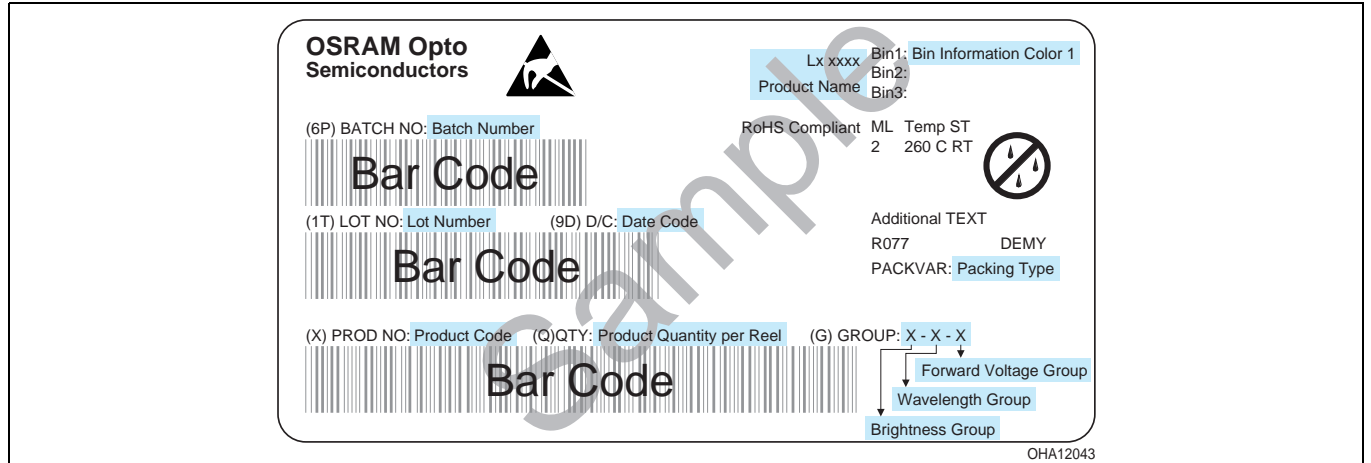 OSRAM Opto
Semiconductors
Lx xxxx
Product Name
Bin1: Bin Information Color 1
Bin2:
Bin3:
RoHS Compliant
ML Temp ST
2 260 C RT
(6P) BATCH NO: Batch Number
Bar Code
(1T) LOT NO: Lot Number (9D) D/C: Date Code
Bar Code
Additional TEXT
R077 DEMY
PACKVAR: Packing Type
(X) PROD NO: Product Code (Q)QTY: Product Quantity per Reel (G) GROUP: X - X - X
Bar Code
Forward Voltage Group
Wavelength Group
Brightness Group
Sample
OHA12043